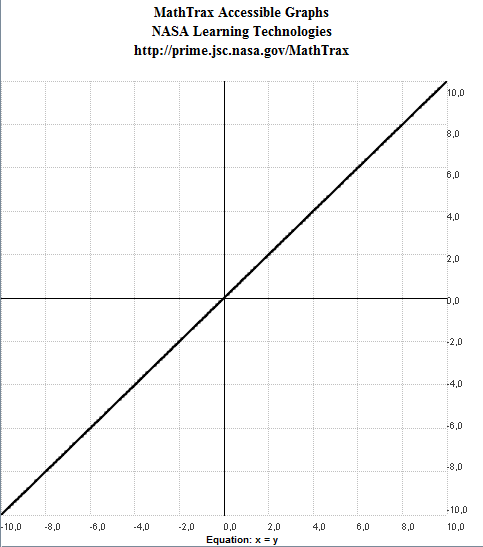 MathTrax Accessible Graphs
NASA Learning Technologies
http://prime.jsc.nasa.gov/MathTrax
10,0
8,0
6,0
4,0
2,0
0,0
-2,0
-4,0
-6,0
-8,0
-10,0
-10,0 -8,0 -6,0 -4,0 -2,0 0,0 2,0 4,0 6,0 8,0 10,0
Equation: x = y